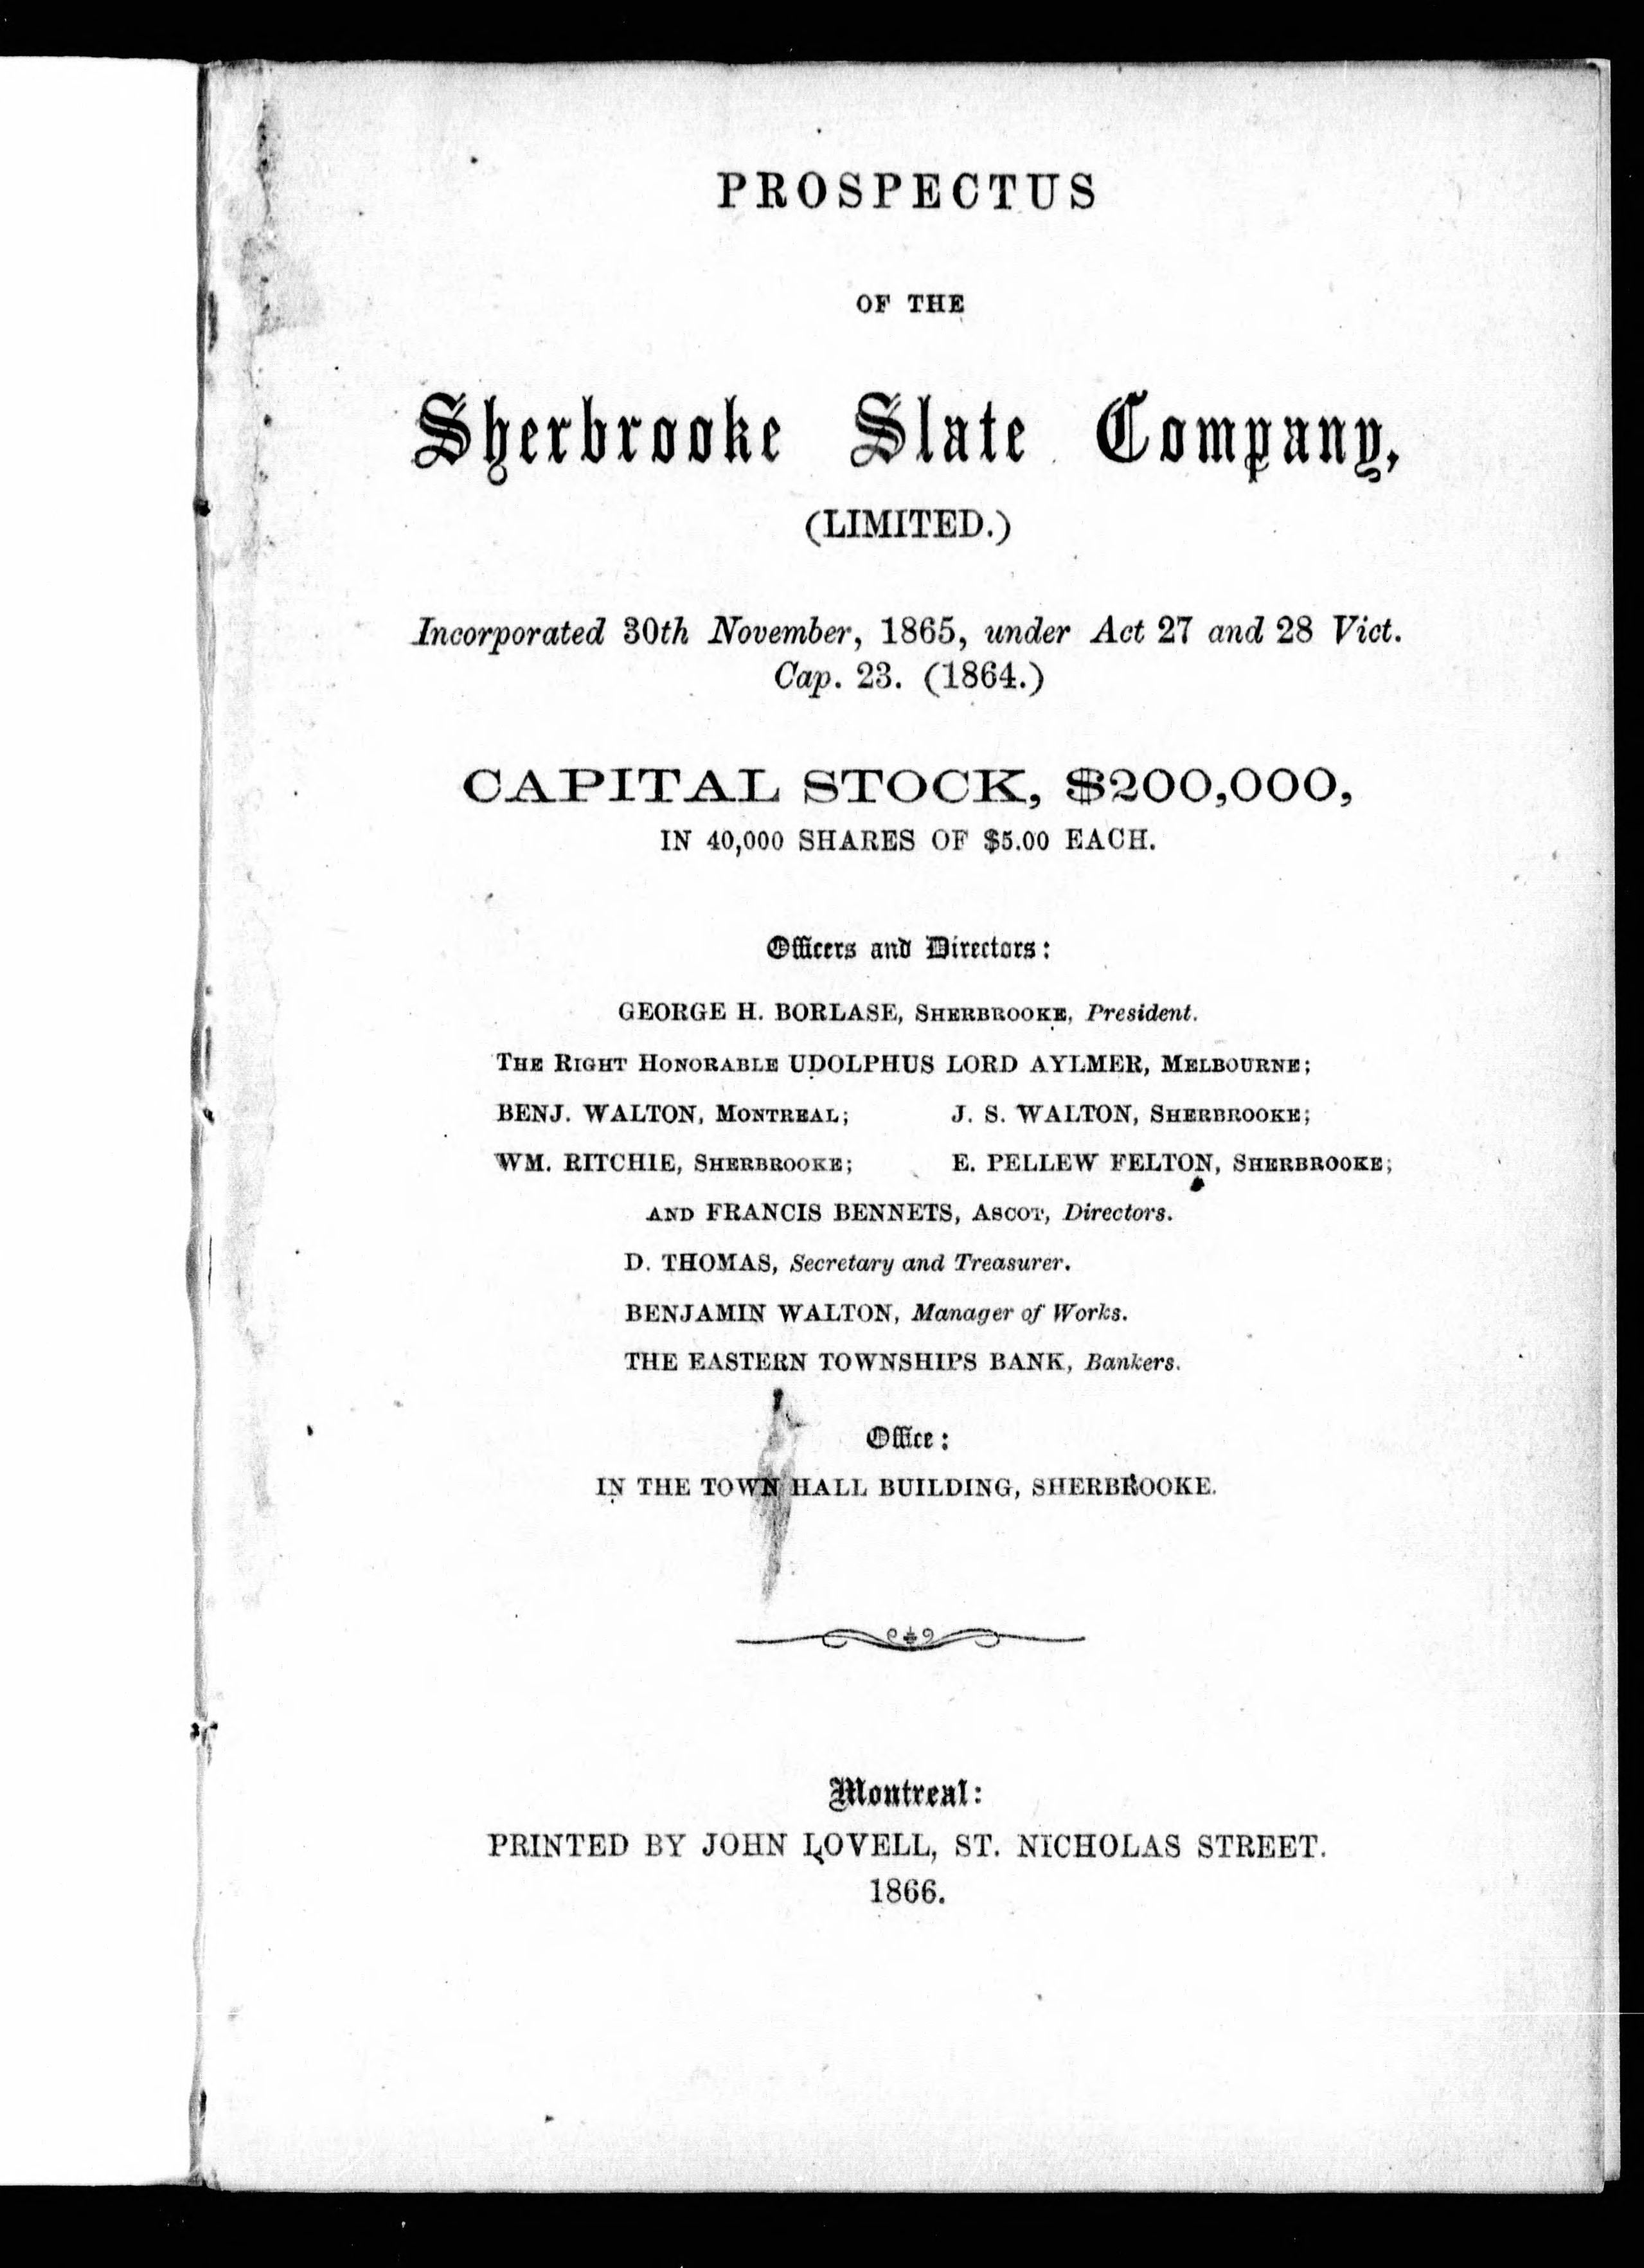 PROSPECTUS
OF THE
Sherbrooke Slate Company,
(LIMITED.)
Incorporated 30th November, 1865, under Act 27 and 28 Vict.
Cap. 23. (1864.)
CAPITAL STOCK, $200,000,
IN 40,000 SHARES OF $5.00 EACH.
Officers and Directors:
GEORGE H. BORLASE, SHERBROOKE, President.
THE RIGHT HONORABLE UDOLPHUS LORD AYLMER, MELBOURNE;
BENJ. WALTON, MONTREAL; J. S. WALTON, SHERBROOKE;
WM. RITCHIE, SHERBROOKE; E. PELLEW FELTON, SHERBROOKE;
AND FRANCIS BENNETS, ASCOT, Directors.
D. THOMAS, Secretary and Treasurer.
BENJAMIN WALTON, Manager of Works.
THE EASTERN TOWNSHIPS BANK, Bankers.
Office:
IN THE TOWN HALL BUILDING, SHERBROOKE.
Montreal:
PRINTED BY JOHN LOVELL, ST. NICHOLAS STREET.
1866.